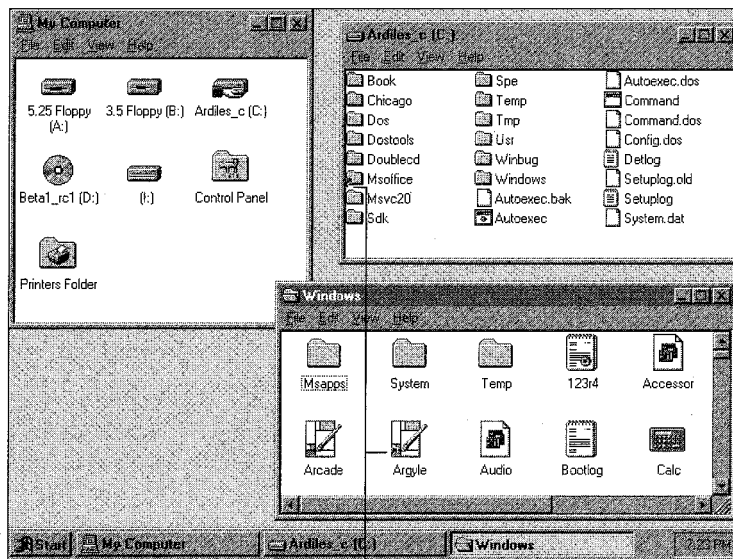 My Computer
File Edit View Help
5.25 Floppy (A:)
3.5 Floppy (B:)
Ardiles_c (C:)
Beta1_rc1 (D:)
(I:)
Control Panel
Printers Folder
Ardiles_c (C:)
File Edit View Help
Book
Chicago
Dos
Dostools
Doublecd
Msoffice
Msvc20
Sdk
Spe
Temp
Tmp
Usr
Winbug
Windows
Autoexec.bak
Autoexec
Autoexec.dos
Command
Command.dos
Config.dos
Detlog
Setuplog.old
Setuplog
System.dat
Windows
File Edit View Help
Msapps
System
Temp
123r4
Accessor
Arcade
Argyle
Audio
Bootlog
Calc
Start
My Computer
Ardiles_c (C:)
Windows
PM